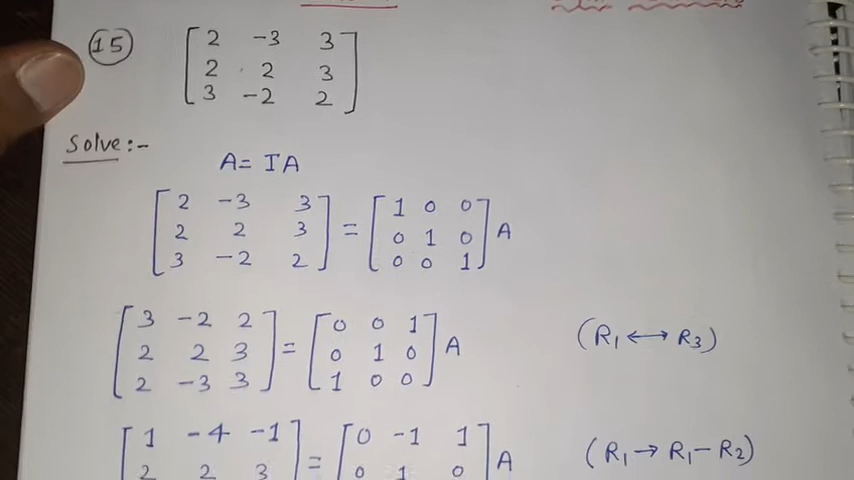 (15) [2 -3 3
2 2 3
3 -2 2]
Solve:-
A = IA
[2 -3 3
2 2 3
3 -2 2] = [1 0 0
0 1 0
0 0 1] A
[3 -2 2
2 2 3
2 -3 3] = [0 0 1
0 1 0
1 0 0] A (R₁ ↔ R₃)
[1 -4 -1
2 2 3 = [0 -1 1
0 1 0 A (R₁ → R₁ - R₂)